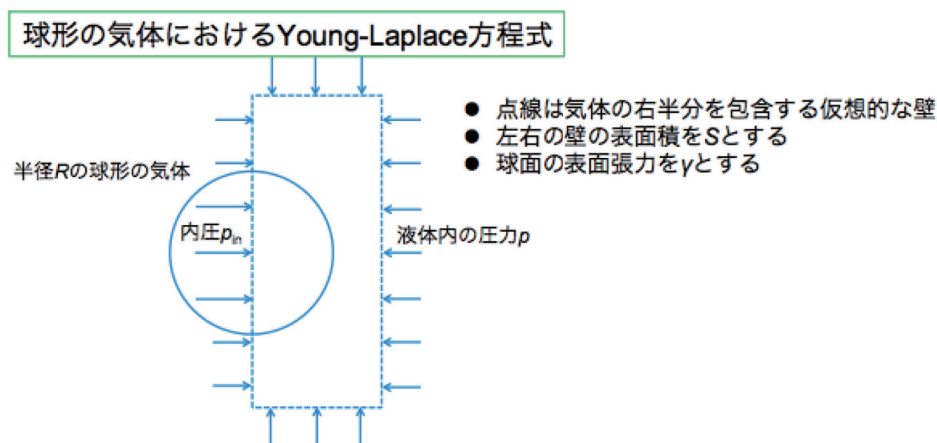 球形の気体におけるYoung-Laplace方程式
● 点線は気体の右半分を包含する仮想的な壁
● 左右の壁の表面積をSとする
● 球面の表面張力をγとする
半径Rの球形の気体
内圧pin
液体内の圧力p